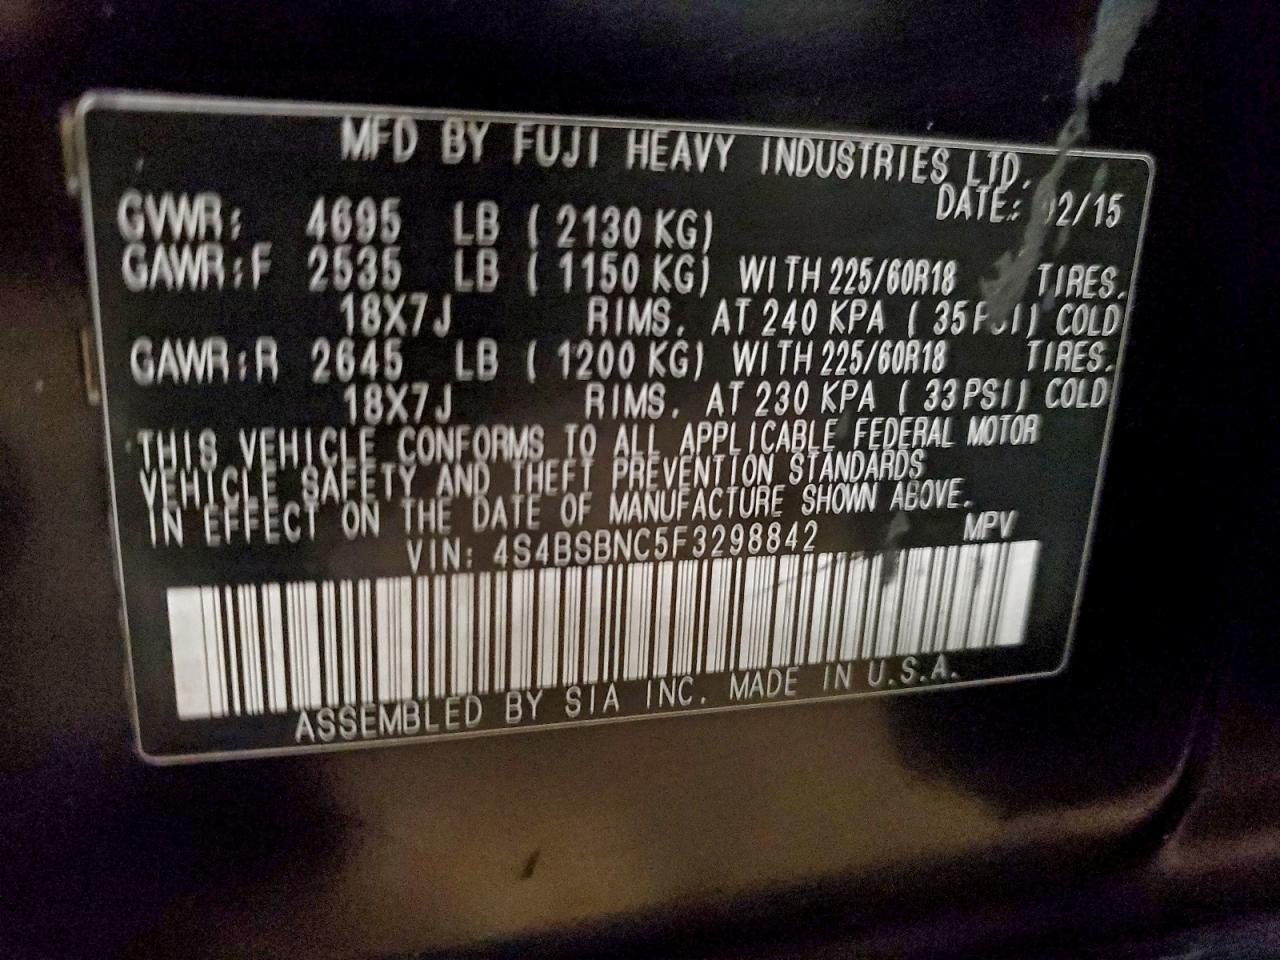 MFD BY FUJI HEAVY INDUSTRIES LTD.
DATE: 02/15
GVWR: 4695 LB ( 2130 KG)
GAWR:F 2535 LB ( 1150 KG) WITH 225/60R18 TIRES.
18X7J RIMS. AT 240 KPA ( 35PSI) COLD
GAWR:R 2645 LB ( 1200 KG) WITH 225/60R18 TIRES.
18X7J RIMS. AT 230 KPA ( 33PSI) COLD
THIS VEHICLE CONFORMS TO ALL APPLICABLE FEDERAL MOTOR
VEHICLE SAFETY AND THEFT PREVENTION STANDARDS
IN EFFECT ON THE DATE OF MANUFACTURE SHOWN ABOVE.
VIN: 4S4BSBNC5F3298842 MPV
ASSEMBLED BY SIA INC. MADE IN U.S.A.